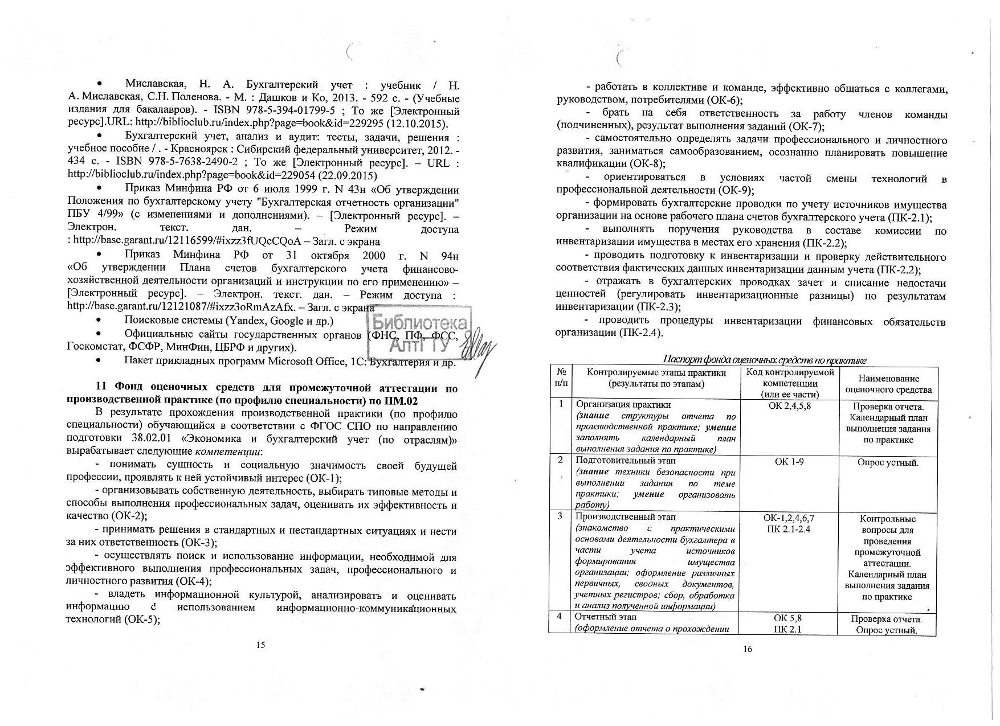 • Миславская, Н. А. Бухгалтерский учет : учебник / Н.
А. Миславская, С.Н. Поленова. - М. : Дашков и Ко, 2013. - 592 с. - (Учебные
издания для бакалавров). - ISBN 978-5-394-01799-5 ; То же [Электронный
ресурс].URL: http://biblioclub.ru/index.php?page=book&id=229295 (12.10.2015).
• Бухгалтерский учет, анализ и аудит: тесты, задачи, решения :
учебное пособие / . - Красноярск : Сибирский федеральный университет, 2012. -
434 с. - ISBN 978-5-7638-2490-2 ; То же [Электронный ресурс]. – URL :
http://biblioclub.ru/index.php?page=book&id=229054 (22.09.2015)
• Приказ Минфина РФ от 6 июля 1999 г. N 43н «Об утверждении
Положения по бухгалтерскому учету "Бухгалтерская отчетность организации"
ПБУ 4/99» (с изменениями и дополнениями). – [Электронный ресурс]. –
Электрон. текст. дан. – Режим доступа
: http://base.garant.ru/12116599/#ixzz3fUQcCQoA – Загл. с экрана
• Приказ Минфина РФ от 31 октября 2000 г. N 94н
«Об утверждении Плана счетов бухгалтерского учета финансово-
хозяйственной деятельности организаций и инструкции по его применению» –
[Электронный ресурс]. – Электрон. текст. дан. – Режим доступа :
http://base.garant.ru/12121087/#ixzz3oRmAzAfx. – Загл. с экрана
• Поисковые системы (Yandex, Google и др.)
• Официальные сайты государственных органов (ФНС, ПФ, ФСС,
Госкомстат, ФСФР, МинФин, ЦБРФ и других).
• Пакет прикладных программ Microsoft Office, 1С: Бухгалтерия и др.
Библиотека
АлтГТУ
11 Фонд оценочных средств для промежуточной аттестации по
производственной практике (по профилю специальности) по ПМ.02
В результате прохождения производственной практики (по профилю
специальности) обучающийся в соответствии с ФГОС СПО по направлению
подготовки 38.02.01 «Экономика и бухгалтерский учет (по отраслям)»
вырабатывает следующие компетенции:
- понимать сущность и социальную значимость своей будущей
профессии, проявлять к ней устойчивый интерес (ОК-1);
- организовывать собственную деятельность, выбирать типовые методы и
способы выполнения профессиональных задач, оценивать их эффективность и
качество (ОК-2);
- принимать решения в стандартных и нестандартных ситуациях и нести
за них ответственность (ОК-3);
- осуществлять поиск и использование информации, необходимой для
эффективного выполнения профессиональных задач, профессионального и
личностного развития (ОК-4);
- владеть информационной культурой, анализировать и оценивать
информацию с использованием информационно-коммуникационных
технологий (ОК-5);
15
- работать в коллективе и команде, эффективно общаться с коллегами,
руководством, потребителями (ОК-6);
- брать на себя ответственность за работу членов команды
(подчиненных), результат выполнения заданий (ОК-7);
- самостоятельно определять задачи профессионального и личностного
развития, заниматься самообразованием, осознанно планировать повышение
квалификации (ОК-8);
- ориентироваться в условиях частой смены технологий в
профессиональной деятельности (ОК-9);
- формировать бухгалтерские проводки по учету источников имущества
организации на основе рабочего плана счетов бухгалтерского учета (ПК-2.1);
- выполнять поручения руководства в составе комиссии по
инвентаризации имущества в местах его хранения (ПК-2.2);
- проводить подготовку к инвентаризации и проверку действительного
соответствия фактических данных инвентаризации данным учета (ПК-2.2);
- отражать в бухгалтерских проводках зачет и списание недостачи
ценностей (регулировать инвентаризационные разницы) по результатам
инвентаризации (ПК-2.3);
- проводить процедуры инвентаризации финансовых обязательств
организации (ПК-2.4).
Паспорт фонда оценочных средств по практике
№
п/п
Контролируемые этапы практики
(результаты по этапам)
Код контролируемой
компетенции
(или ее части)
Наименование
оценочного средства
1
Организация практики
(знание структуры отчета по
производственной практике; умение
заполнять календарный план
выполнения задания по практике)
ОК 2,4,5,8
Проверка отчета.
Календарный план
выполнения задания
по практике
2
Подготовительный этап
(знание техники безопасности при
выполнении задания по теме
практики; умение организовать
работу)
ОК 1-9
Опрос устный.
3
Производственный этап
(знакомство с практическими
основами деятельности бухгалтера в
части учета источников
формирования имущества
организации; оформление различных
первичных, сводных документов,
учетных регистров; сбор, обработка
и анализ полученной информации)
ОК-1,2,4,6,7
ПК 2.1-2.4
Контрольные
вопросы для
проведения
промежуточной
аттестации.
Календарный план
выполнения задания
по практике
4
Отчетный этап
(оформление отчета о прохождении
ОК 5,8
ПК 2.1
Проверка отчета.
Опрос устный.
16